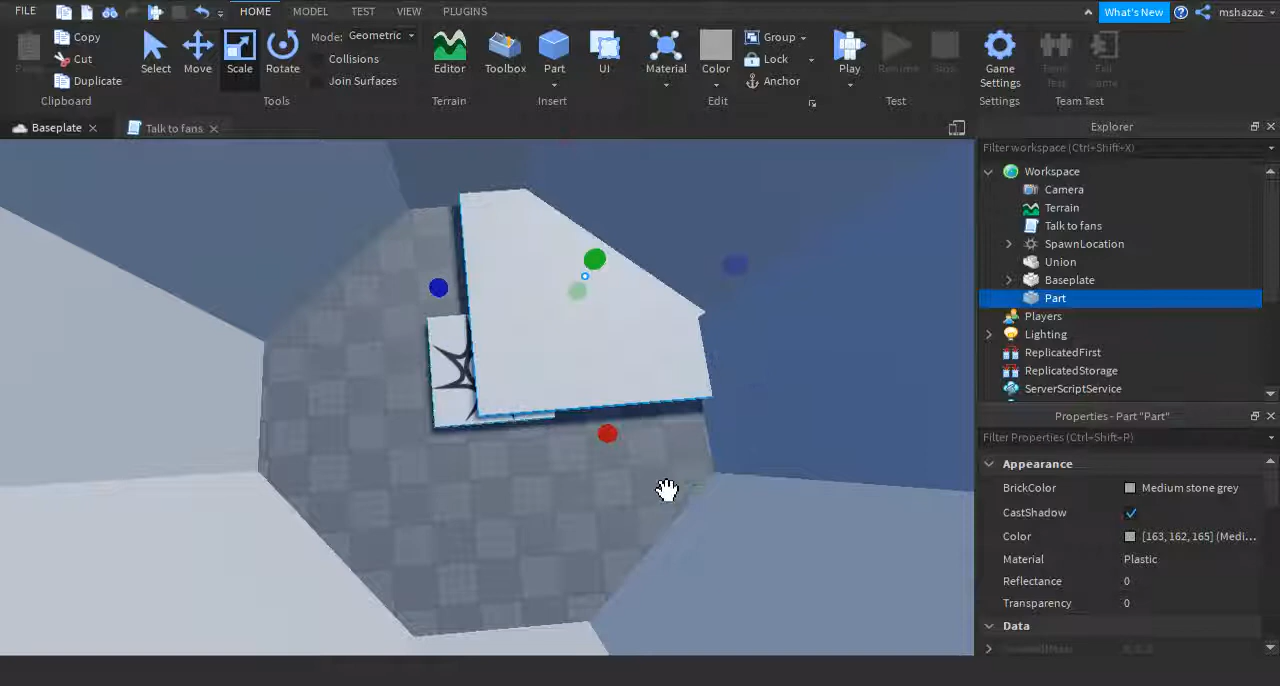 FILE HOME MODEL TEST VIEW PLUGINS What's New mshazaz
Copy
Cut
Duplicate
Clipboard
Select Move Scale Rotate
Mode: Geometric
Collisions
Join Surfaces
Tools
Editor
Terrain
Toolbox Part UI
Insert
Material Color
Group
Lock
Anchor
Edit
Play
Test
Game
Settings
Settings
Team Test
Baseplate Talk to fans
Explorer
Filter workspace (Ctrl+Shift+X)
Workspace
Camera
Terrain
Talk to fans
SpawnLocation
Union
Baseplate
Part
Players
Lighting
ReplicatedFirst
ReplicatedStorage
ServerScriptService
Properties - Part "Part"
Filter Properties (Ctrl+Shift+P)
Appearance
BrickColor Medium stone grey
CastShadow
Color [163, 162, 165] (Medi...
Material Plastic
Reflectance 0
Transparency 0
Data